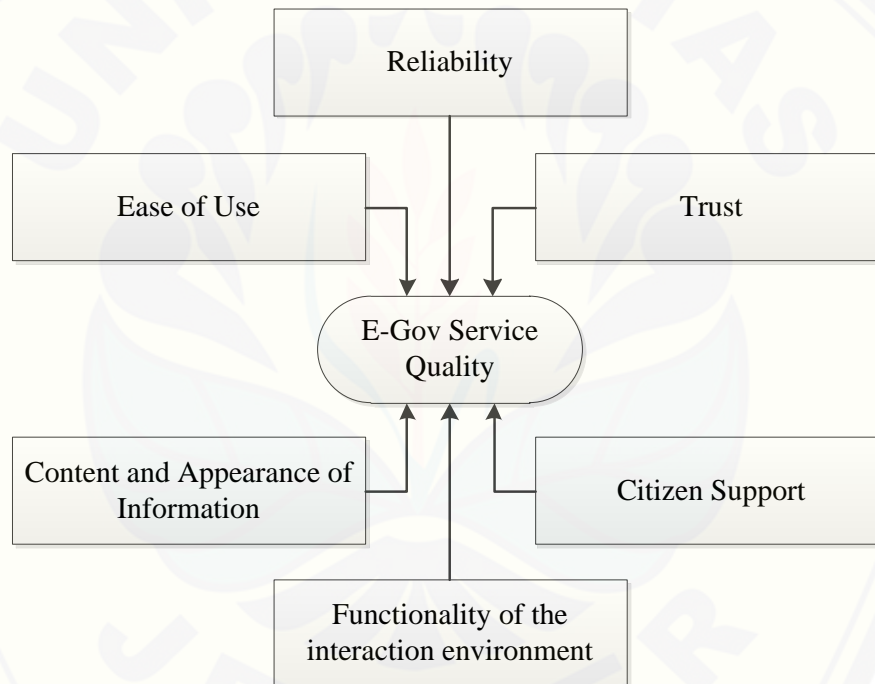 UNIVERSITAS
Reliability
Ease of Use
Trust
E-Gov Service
Quality
Content and Appearance of
Information
Citizen Support
Functionality of the
interaction environment